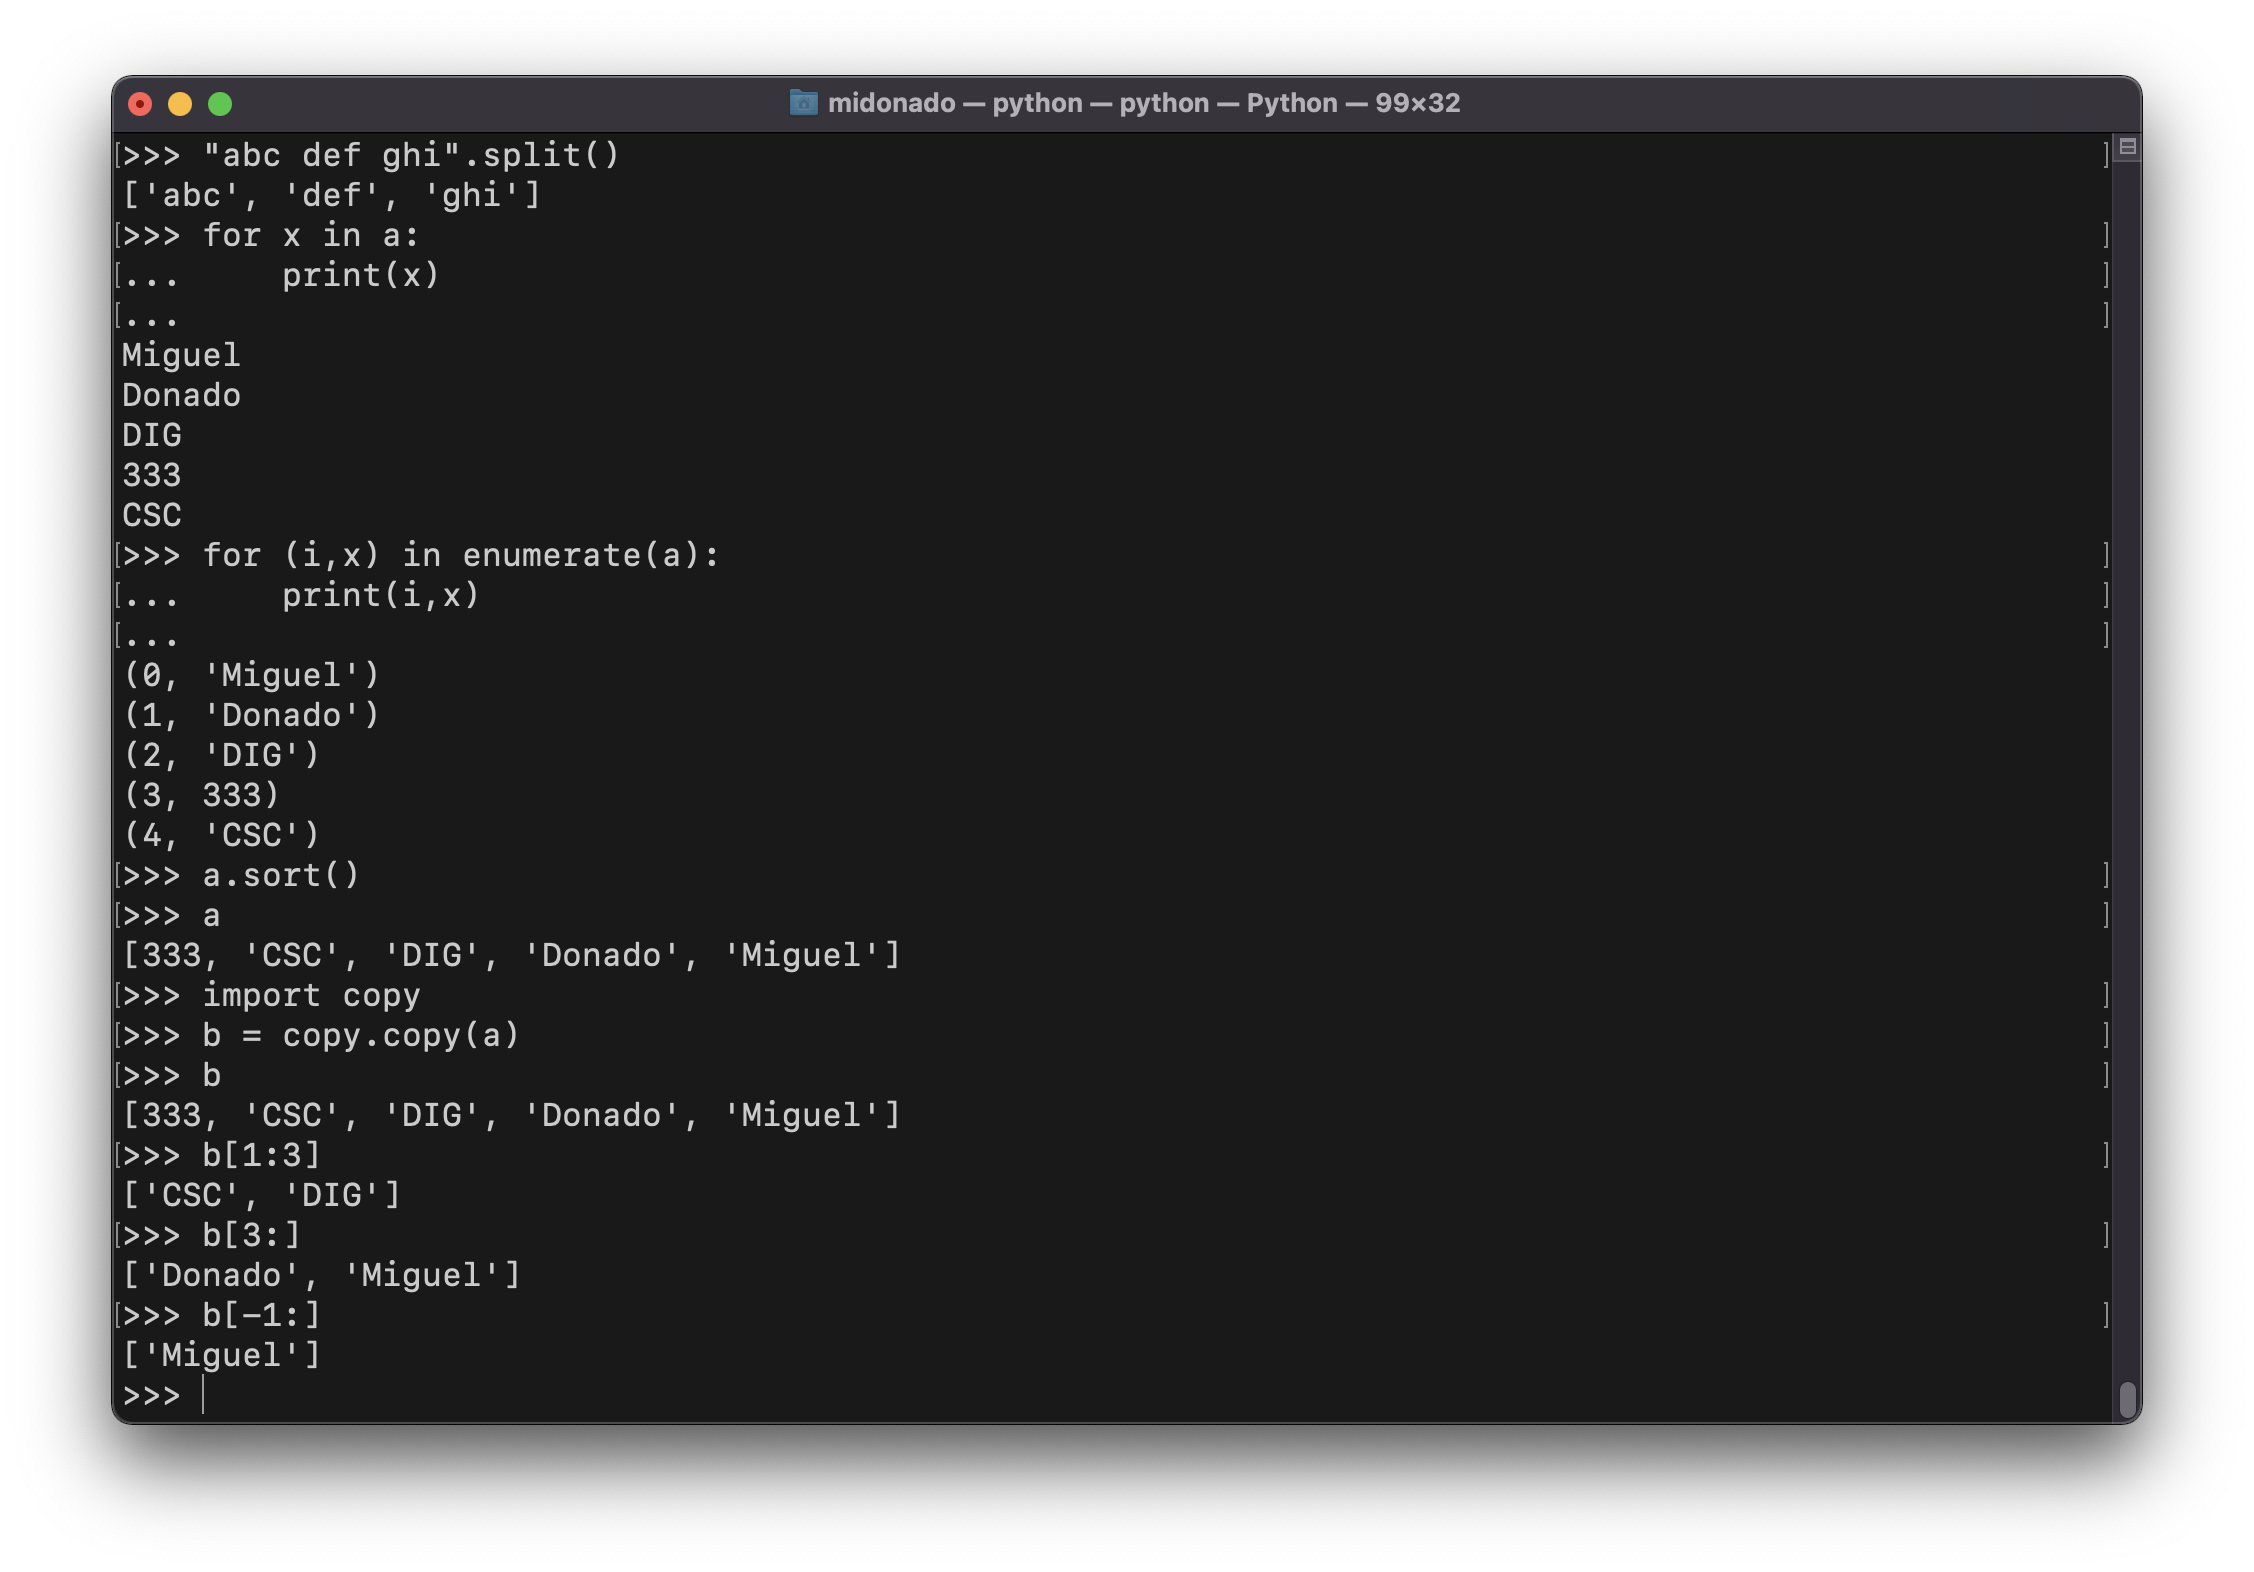 midonado — python — python — Python — 99×32
>>> "abc def ghi".split()
['abc', 'def', 'ghi']
>>> for x in a:
...     print(x)
...
Miguel
Donado
DIG
333
CSC
>>> for (i,x) in enumerate(a):
...     print(i,x)
...
(0, 'Miguel')
(1, 'Donado')
(2, 'DIG')
(3, 333)
(4, 'CSC')
>>> a.sort()
>>> a
[333, 'CSC', 'DIG', 'Donado', 'Miguel']
>>> import copy
>>> b = copy.copy(a)
>>> b
[333, 'CSC', 'DIG', 'Donado', 'Miguel']
>>> b[1:3]
['CSC', 'DIG']
>>> b[3:]
['Donado', 'Miguel']
>>> b[-1:]
['Miguel']
>>>